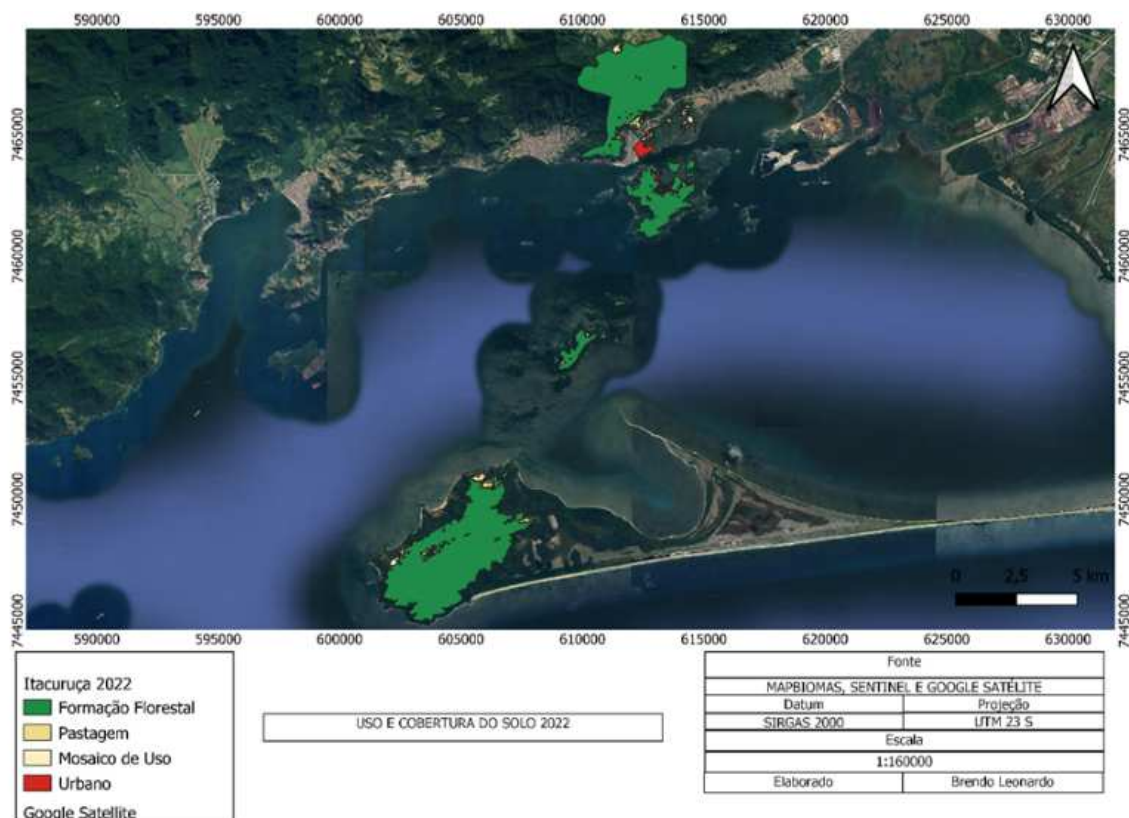 590000 595000 600000 605000 610000 615000 620000 625000 630000
7465000 7465000
7460000 7460000
7455000 7455000
7450000 7450000
7445000 7445000
0 2,5 5 km
590000 595000 600000 605000 610000 615000 620000 625000 630000
Itacuruça 2022
Formação Florestal
Pastagem
Mosaico de Uso
Urbano
Google Satellite
USO E COBERTURA DO SOLO 2022
Fonte
MAPBIOMAS, SENTINEL E GOOGLE SATÉLITE
Datum Projeção
SIRGAS 2000 UTM 23 S
Escala
1:160000
Elaborado Brendo Leonardo